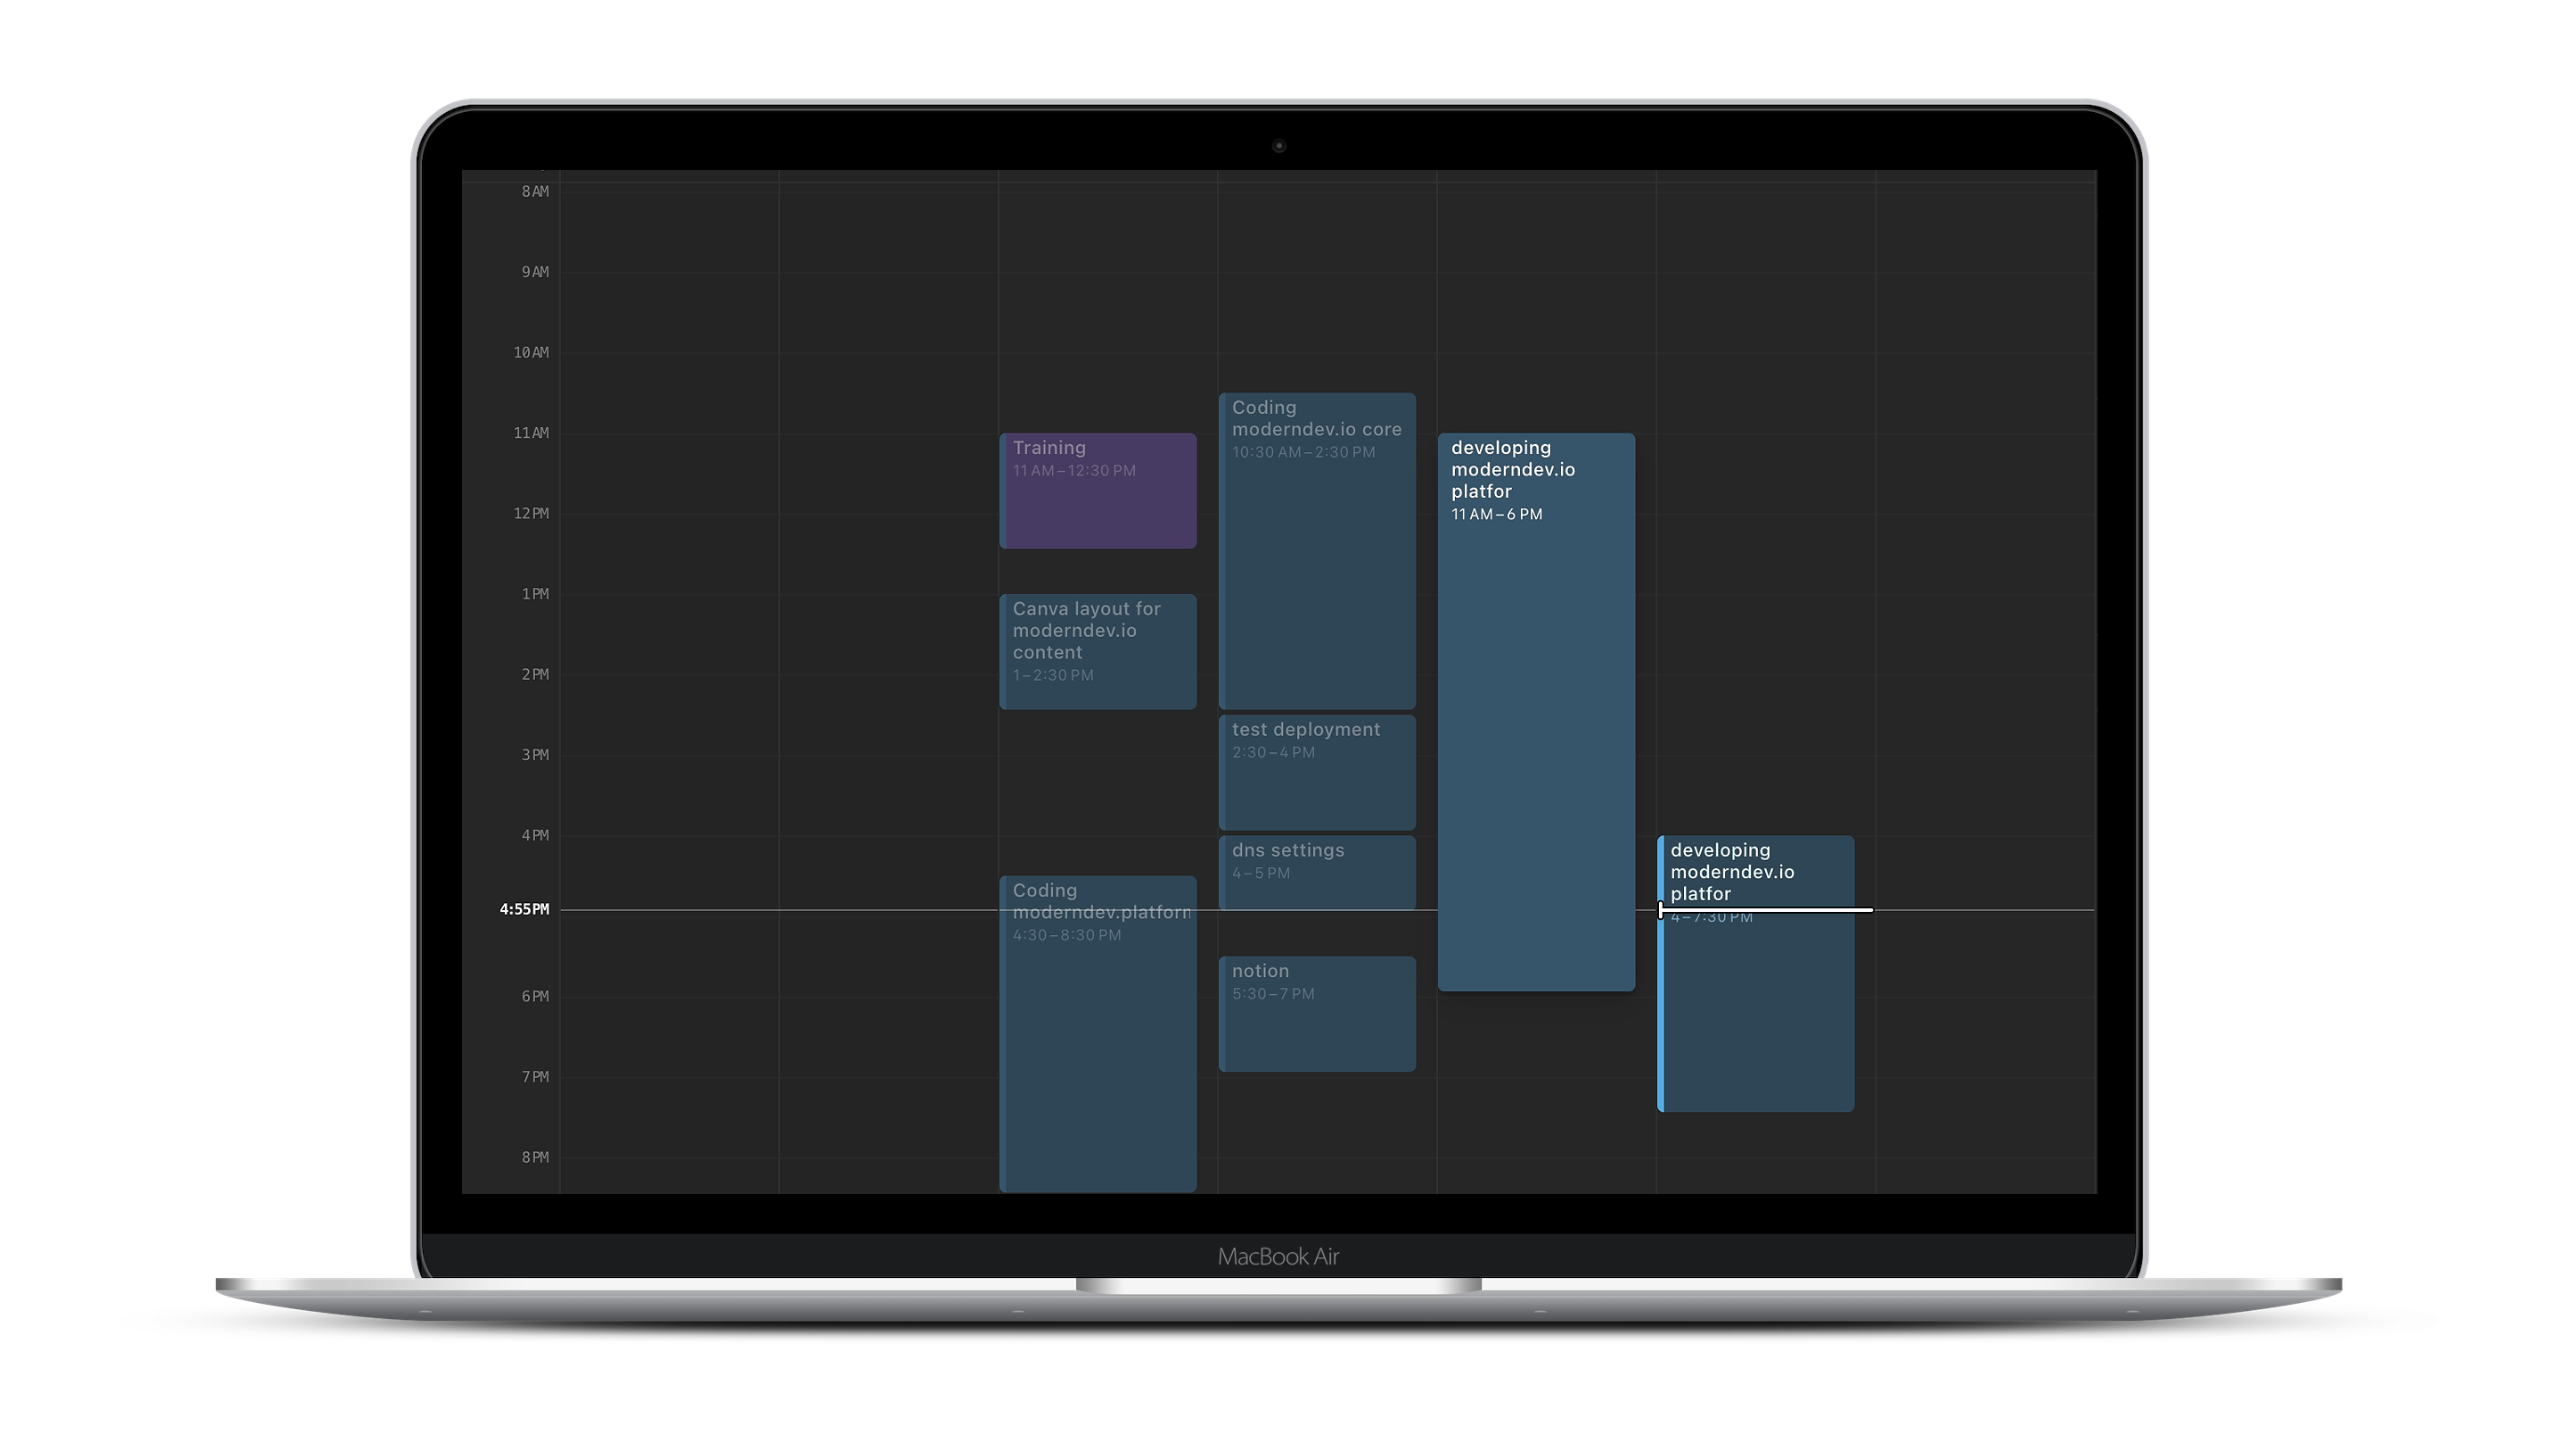 8 AM
9 AM
10 AM
11 AM
12 PM
1 PM
2 PM
3 PM
4 PM
4:55PM
6 PM
7 PM
8 PM
Training
11 AM–12:30 PM
Canva layout for
moderndev.io
content
1–2:30 PM
Coding
moderndev.platform
4:30–8:30 PM
Coding
moderndev.io core
10:30 AM–2:30 PM
test deployment
2:30–4 PM
dns settings
4–5 PM
notion
5:30–7 PM
developing
moderndev.io
platfor
11 AM–6 PM
developing
moderndev.io
platfor
4–7:30 PM
MacBook Air